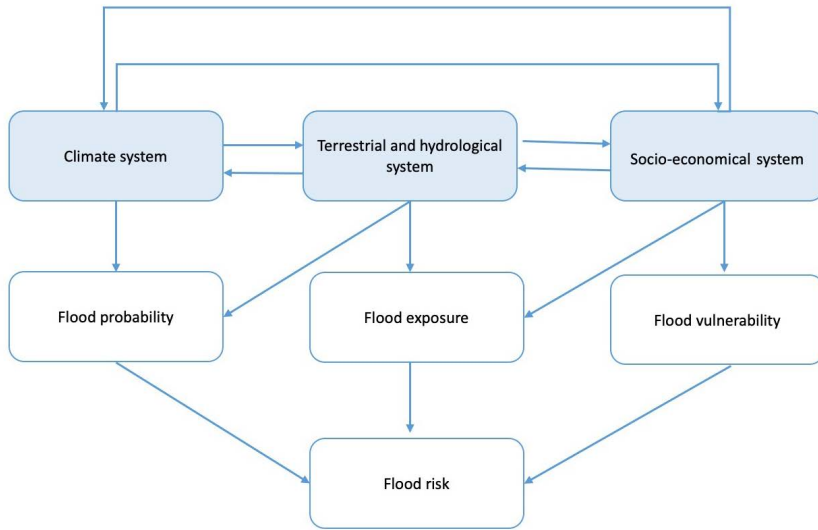 Climate system
Terrestrial and hydrological
system
Socio-economical system
Flood probability
Flood exposure
Flood vulnerability
Flood risk